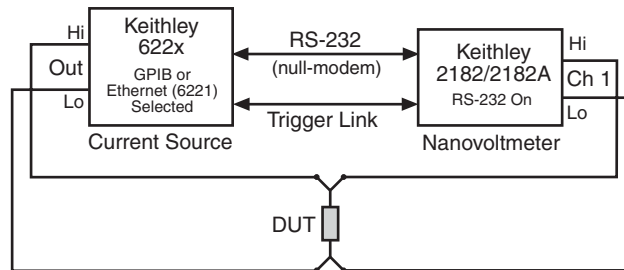 Hi
Out
Lo
Keithley
622x
GPIB or
Ethernet (6221)
Selected
Current Source
RS-232
(null-modem)
Trigger Link
Keithley
2182/2182A
RS-232 On
Nanovoltmeter
Hi
Ch 1
Lo
DUT